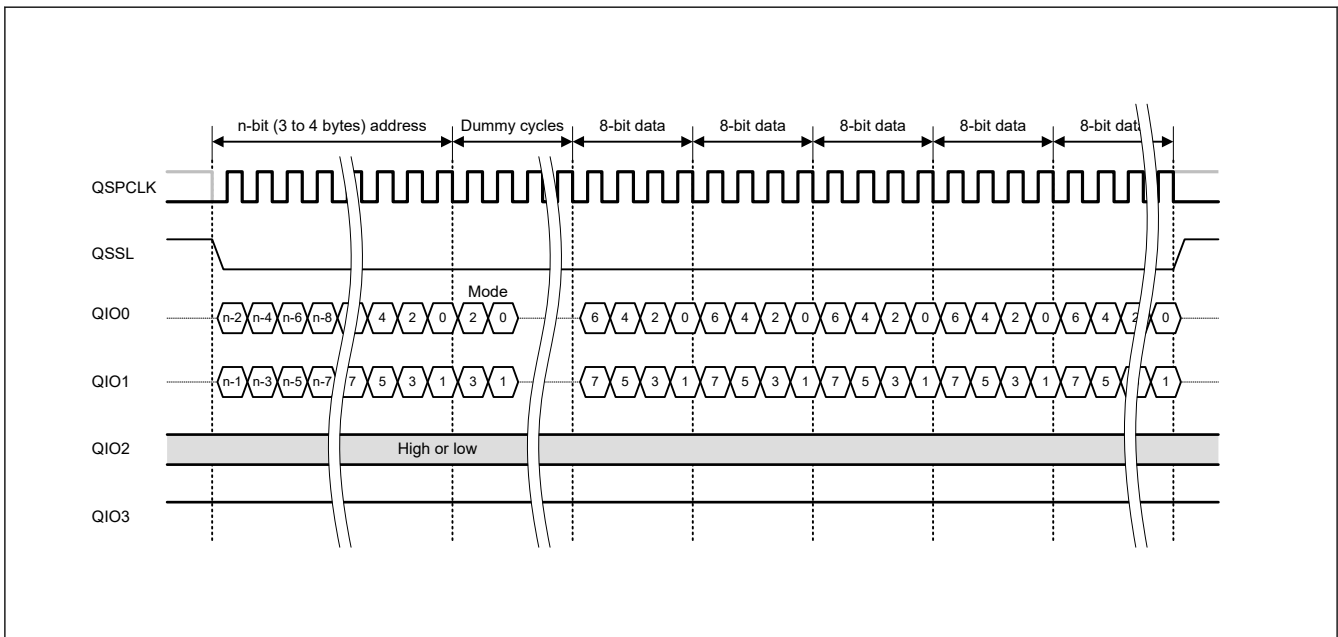 n-bit (3 to 4 bytes) address Dummy cycles 8-bit data 8-bit data 8-bit data 8-bit data 8-bit data
QSPCLK
QSSL
Mode
QIO0 n-2 n-4 n-6 n-8 4 2 0 2 0 6 4 2 0 6 4 2 0 6 4 2 0 6 4 2 0 6 4 2 0
QIO1 n-1 n-3 n-5 n-7 7 5 3 1 3 1 7 5 3 1 7 5 3 1 7 5 3 1 7 5 3 1 7 5 1
QIO2 High or low
QIO3